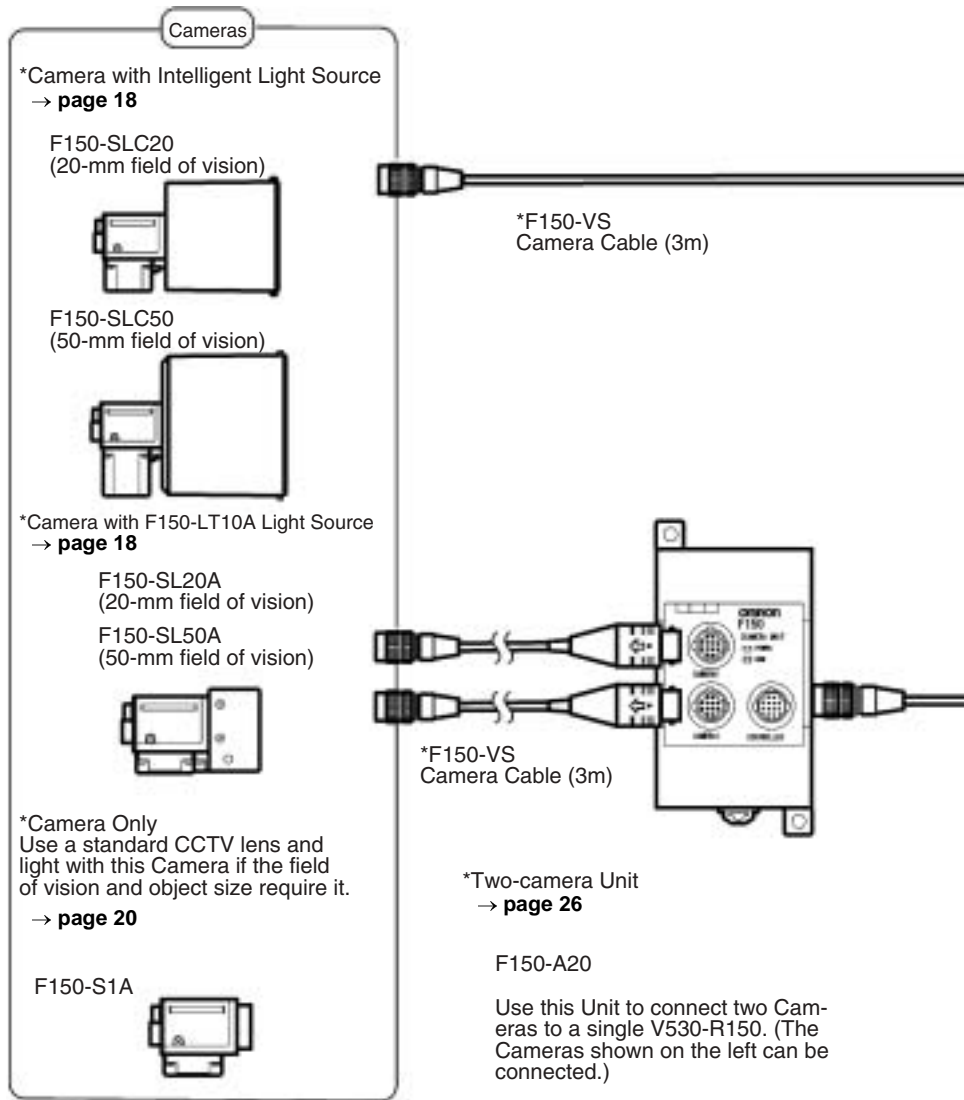 Cameras
*Camera with Intelligent Light Source
→ page 18
F150-SLC20
(20-mm field of vision)
F150-SLC50
(50-mm field of vision)
*Camera with F150-LT10A Light Source
→ page 18
F150-SL20A
(20-mm field of vision)
F150-SL50A
(50-mm field of vision)
*Camera Only
Use a standard CCTV lens and
light with this Camera if the field
of vision and object size require it.
→ page 20
F150-S1A
*F150-VS
Camera Cable (3m)
omron
F150
*F150-VS
Camera Cable (3m)
*Two-camera Unit
→ page 26
F150-A20
Use this Unit to connect two Cam-
eras to a single V530-R150. (The
Cameras shown on the left can be
connected.)